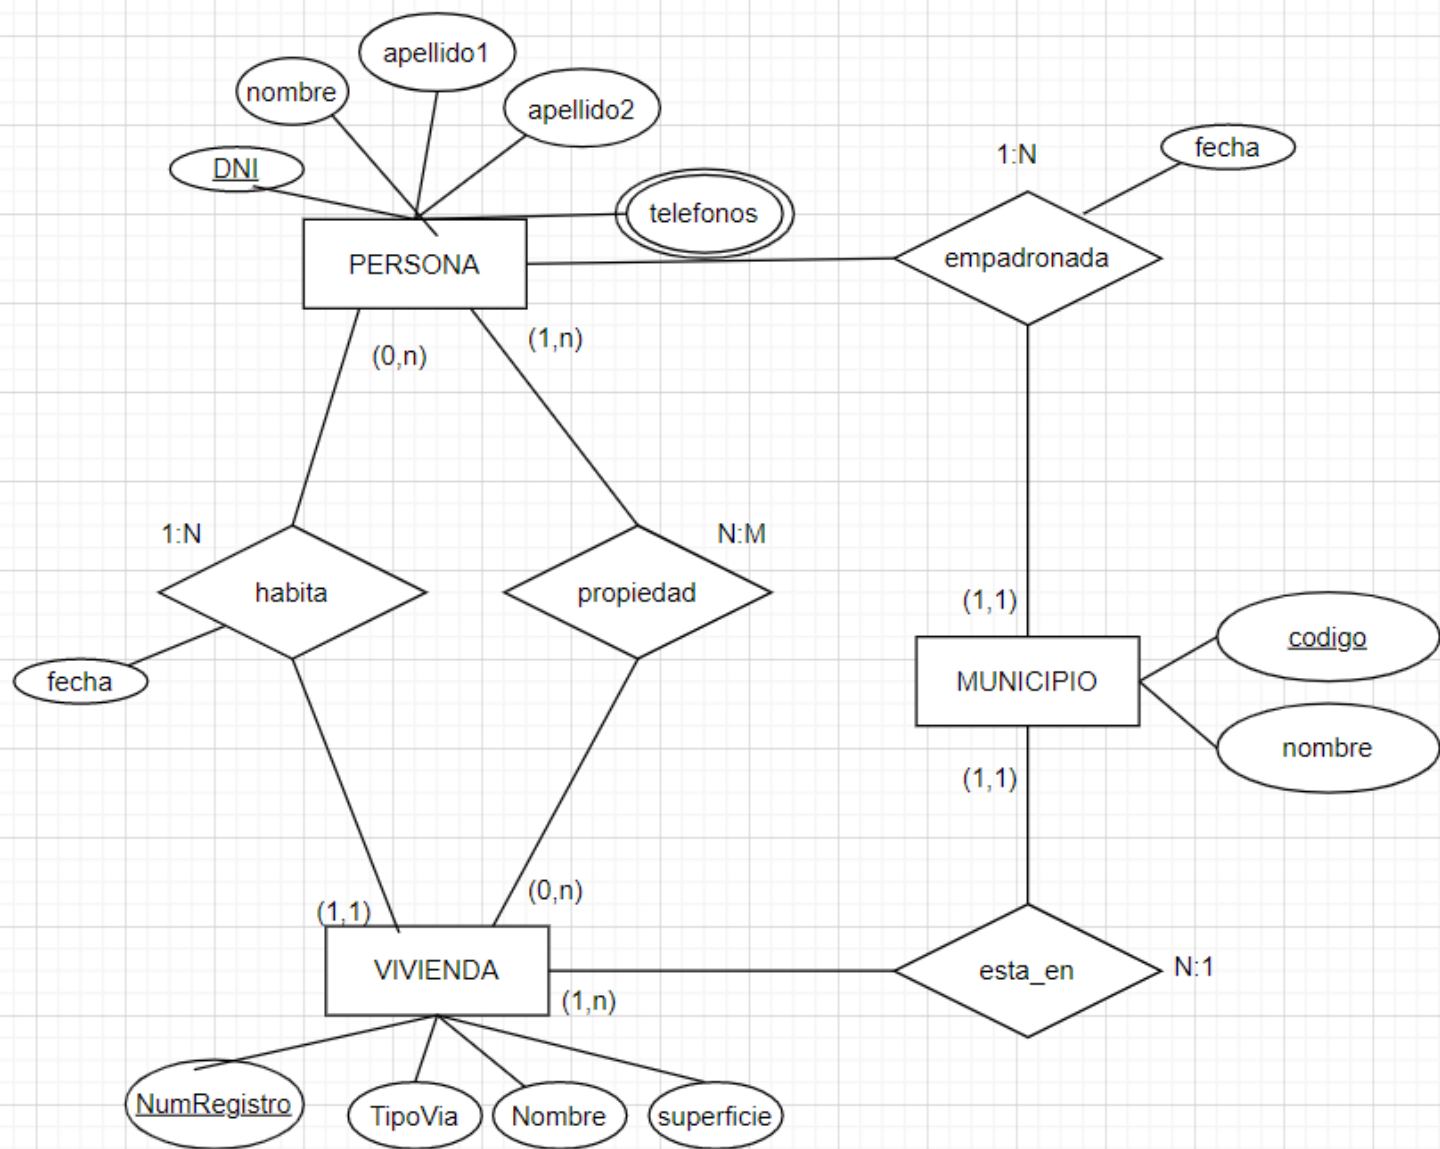 apellido1
nombre
apellido2
DNI
telefonos
1:N
fecha
PERSONA
empadronada
(0,n)
(1,n)
1:N
N:M
habita
propiedad
(1,1)
codigo
fecha
MUNICIPIO
nombre
(1,1)
(0,n)
(1,1)
VIVIENDA
(1,n)
esta_en
N:1
NumRegistro
TipoVia
Nombre
superficie